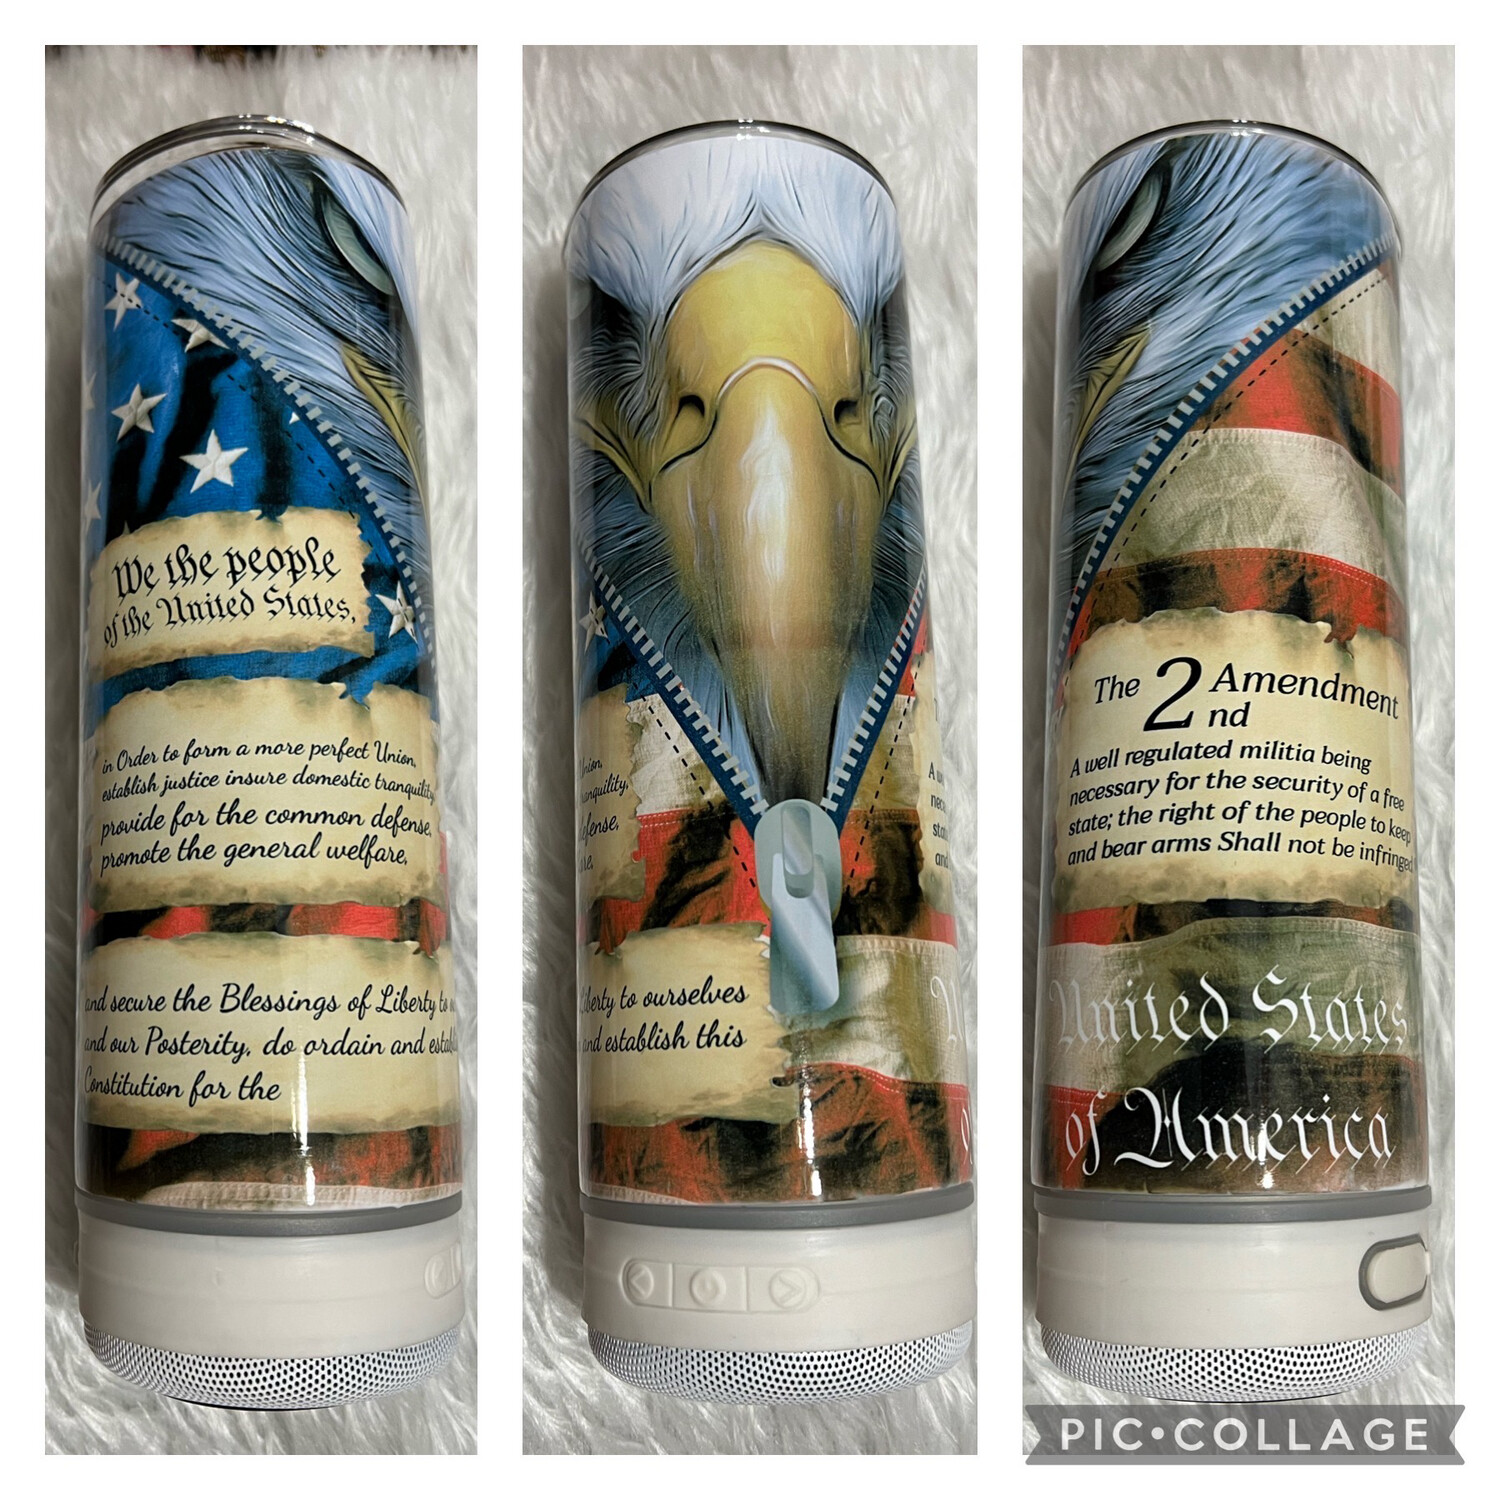 We the people
of the United States,
in Order to form a more perfect Union,
establish justice insure domestic tranquility,
provide for the common defense,
promote the general welfare,
and secure the Blessings of Liberty to
and our Posterity, do ordain and
Constitution for the
Union,
tranquility,
defense,
Liberty to ourselves
and establish this
The 2nd Amendment
A well regulated militia being
necessary for the security of a free
state; the right of the people to keep
and bear arms Shall not be infringed
United States
of America
PIC•COLLAGE